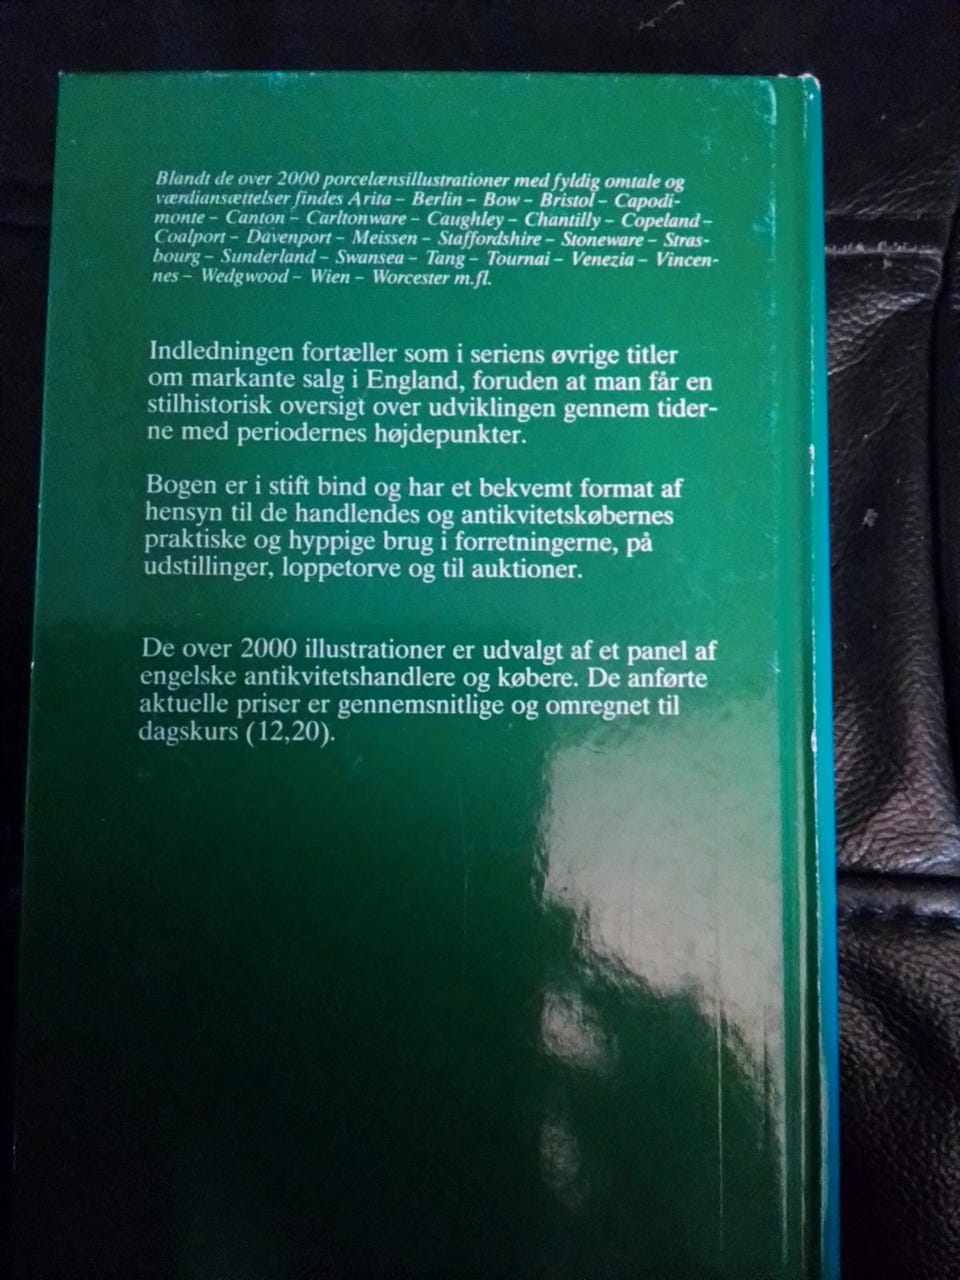 Blandt de over 2000 porcelænsillustrationer med fyldig omtale og
værdiansættelser findes Arita – Berlin – Bow – Bristol – Capodi-
monte – Canton – Carltonware – Caughley – Chantilly – Copeland –
Coalport – Davenport – Meissen – Staffordshire – Stoneware – Stras-
bourg – Sunderland – Swansea – Tang – Tournai – Venezia – Vincen-
nes – Wedgwood – Wien – Worcester m.fl.
Indledningen fortæller som i seriens øvrige titler
om markante salg i England, foruden at man får en
stilhistorisk oversigt over udviklingen gennem tider-
ne med periodernes højdepunkter.
Bogen er i stift bind og har et bekvemt format af
hensyn til de handlendes og antikvitetskøbernes
praktiske og hyppige brug i forretningerne, på
udstillinger, loppetorve og til auktioner.
De over 2000 illustrationer er udvalgt af et panel af
engelske antikvitetshandlere og købere. De anførte
aktuelle priser er gennemsnitlige og omregnet til
dagskurs (12,20).